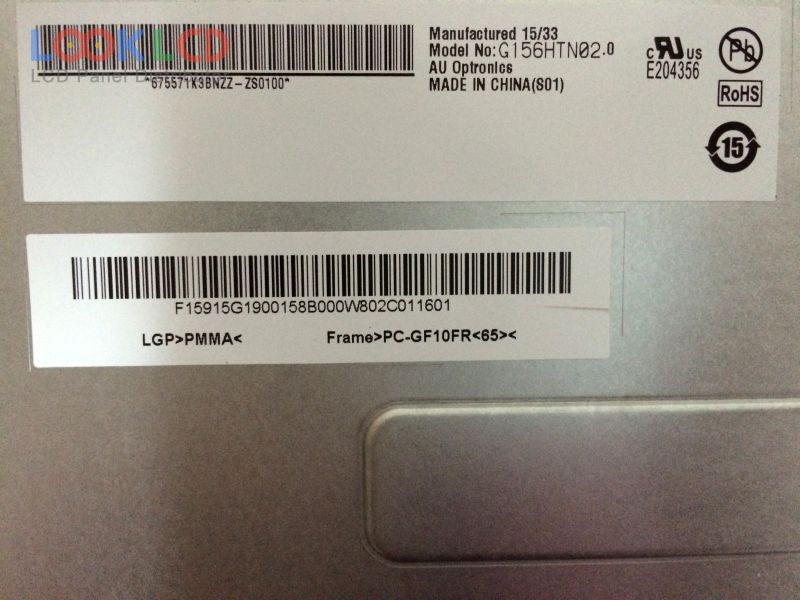 LOOK LCD
LCD Panel
*675571K3BNZZ-ZS0100*
Manufactured 15/33
Model No:G156HTN02.0
AU Optronics
MADE IN CHINA(S01)
c RU US
E204356
Pb
RoHS
15
F15915G1900158B000W802C011601
LGP>PMMA<
Frame>PC-GF10FR<65><